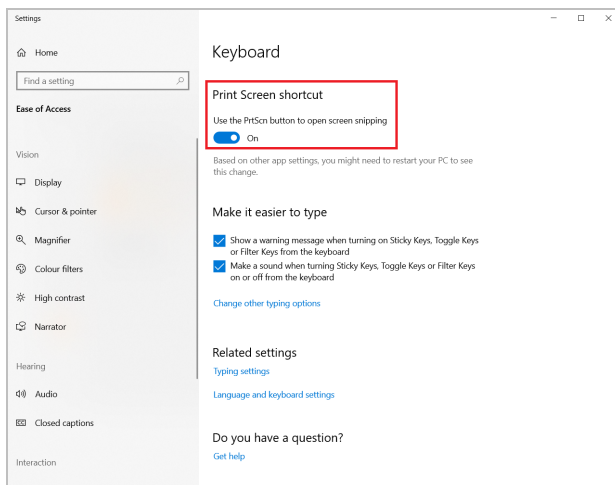 Settings
Home
Find a setting
Ease of Access
Vision
Display
Cursor & pointer
Magnifier
Colour filters
High contrast
Narrator
Hearing
Audio
Closed captions
Interaction
Keyboard
Print Screen shortcut
Use the PrtScn button to open screen snipping
On
Based on other app settings, you might need to restart your PC to see
this change.
Make it easier to type
Show a warning message when turning on Sticky Keys, Toggle Keys
or Filter Keys from the keyboard
Make a sound when turning Sticky Keys, Toggle Keys or Filter Keys
on or off from the keyboard
Change other typing options
Related settings
Typing settings
Language and keyboard settings
Do you have a question?
Get help